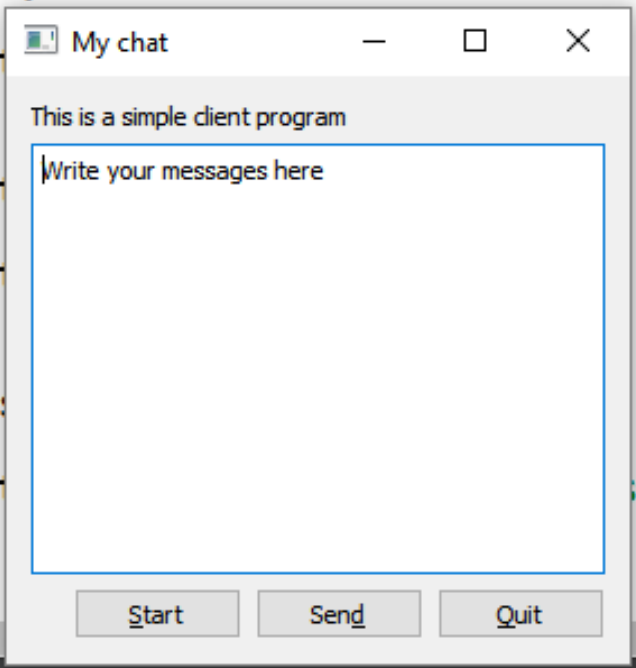 My chat
This is a simple client program
Write your messages here
Start Send Quit